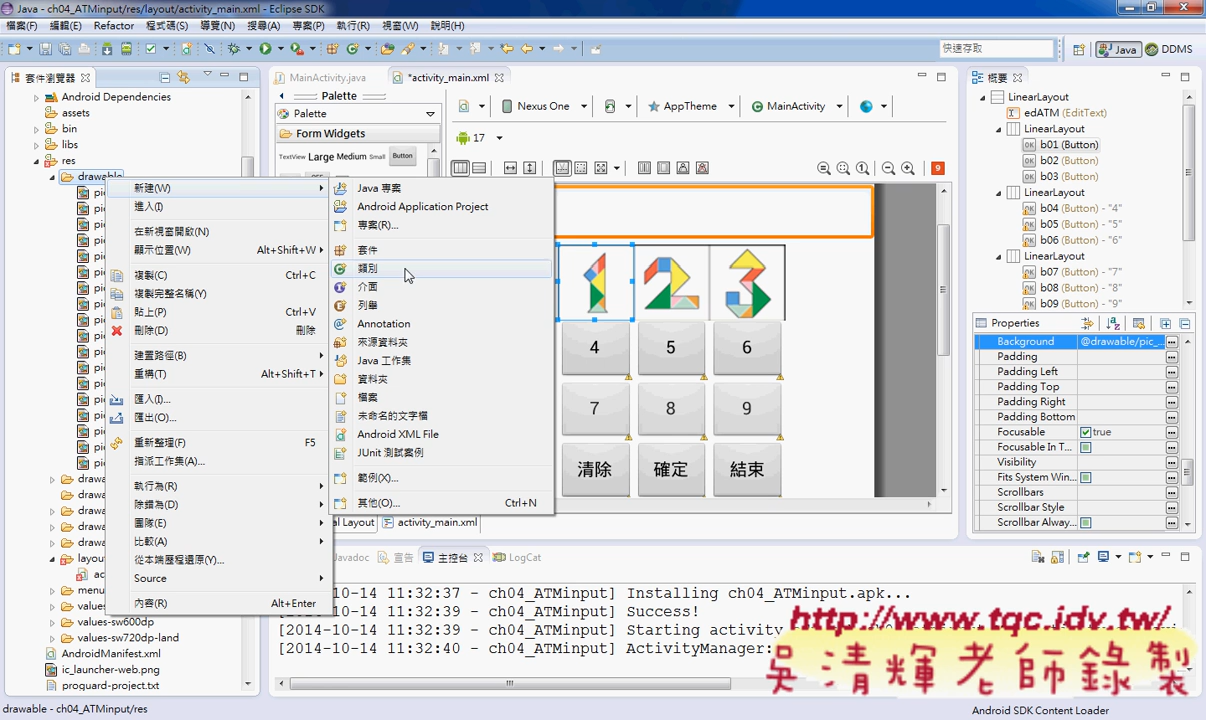 Java - ch04_ATMinput/res/layout/activity_main.xml - Eclipse SDK
檔案(F) 編輯(E) Refactor 程式碼(S) 導覽(N) 搜尋(A) 專案(P) 執行(R) 視窗(W) 說明(H)
快速存取
Java
DDMS
套件瀏覽器
Android Dependencies
assets
bin
libs
res
drawable
layou
menu
values
values-sw600dp
values-sw720dp-land
AndroidManifest.xml
ic_launcher-web.png
proguard-project.txt
新建(W)
進入(I)
在新視窗開啟(N)
顯示位置(W) Alt+Shift+W
複製(C) Ctrl+C
複製完整名稱(Y)
貼上(P) Ctrl+V
刪除(D) 刪除
建置路徑(B)
重構(T) Alt+Shift+T
匯入(I)...
匯出(O)...
重新整理(F) F5
指派工作集(A)...
執行為(R)
除錯為(D)
團隊(E)
比較(A)
從本端歷程還原(Y)...
Source
內容(R) Alt+Enter
Java 專案
Android Application Project
專案(R)...
套件
類別
介面
列舉
Annotation
來源資料夾
Java 工作集
資料夾
檔案
未命名的文字檔
Android XML File
JUnit 測試案例
範例(X)...
其他(O)... Ctrl+N
MainActivity.java
*activity_main.xml
Palette
Palette
Form Widgets
TextView Large Medium Small Button
Nexus One
AppTheme
MainActivity
17
9
4 5 6
7 8 9
清除 確定 結束
al Layout
activity_main.xml
概要
LinearLayout
edATM (EditText)
LinearLayout
b01 (Button)
b02 (Button)
b03 (Button)
LinearLayout
b04 (Button) - "4"
b05 (Button) - "5"
b06 (Button) - "6"
LinearLayout
b07 (Button) - "7"
b08 (Button) - "8"
b09 (Button) - "9"
Properties
Background @drawable/pic_...
Padding
Padding Left
Padding Top
Padding Right
Padding Bottom
Focusable true
Focusable In T...
Visibility
Fits System Win...
Scrollbars
Scrollbar Style
Scrollbar Alway...
Javadoc 宣告 主控台 LogCat
-10-14 11:32:37 - ch04_ATMinput] Installing ch04_ATMinput.apk...
-10-14 11:32:39 - ch04_ATMinput] Success!
[2014-10-14 11:32:39 - ch04_ATMinput] Starting activity
[2014-10-14 11:32:40 - ch04_ATMinput] ActivityManager:
http://www.tqc.idv.tw/
吳清輝老師錄製
drawable - ch04_ATMinput/res
Android SDK Content Loader